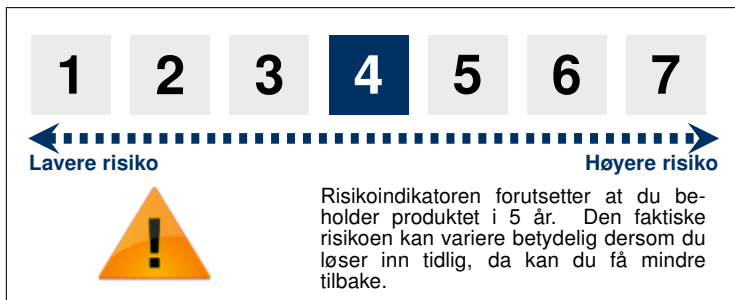 1 2 3 4 5 6 7
Lavere risiko Høyere risiko
Risikoindikatoren forutsetter at du be-
holder produktet i 5 år. Den faktiske
risikoen kan variere betydelig dersom du
løser inn tidlig, da kan du få mindre
tilbake.